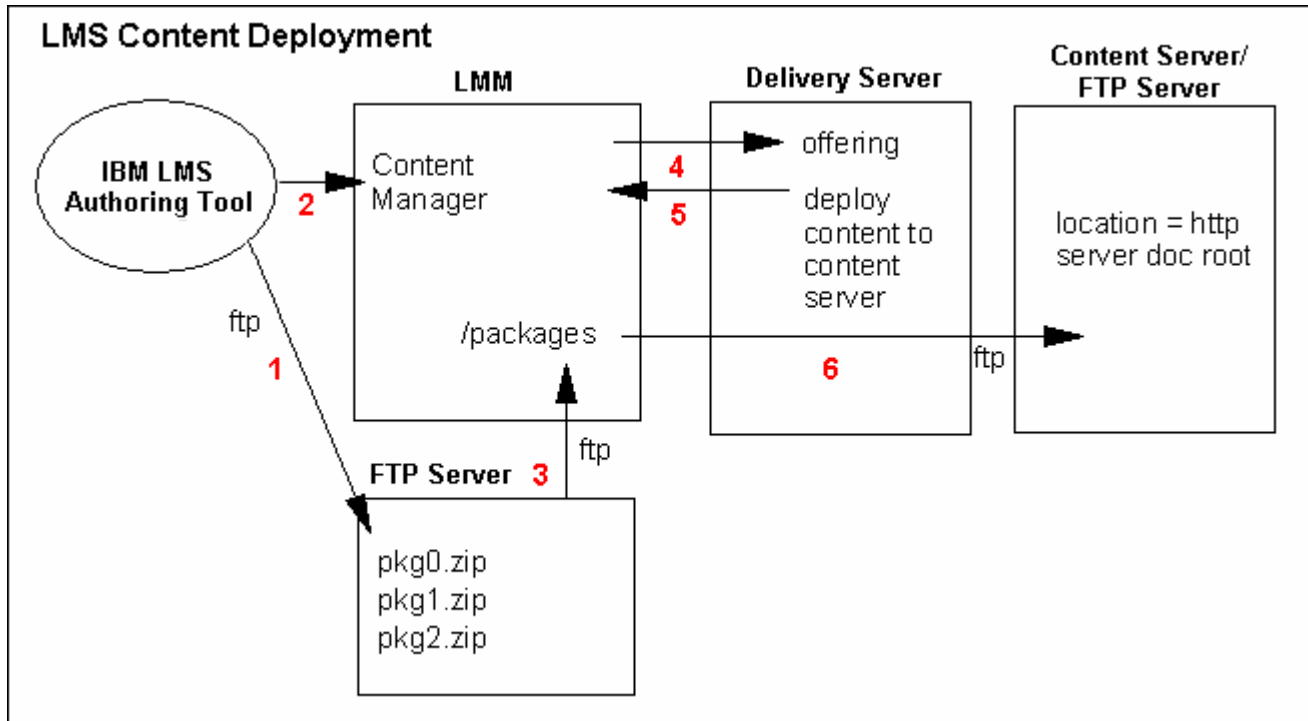 LMS Content Deployment
IBM LMS
Authoring Tool
ftp
1
2
LMM
Content
Manager
/packages
ftp
3
FTP Server
pkg0.zip
pkg1.zip
pkg2.zip
4
5
Delivery Server
offering
deploy
content to
content
server
6
ftp
Content Server/
FTP Server
location = http
server doc root